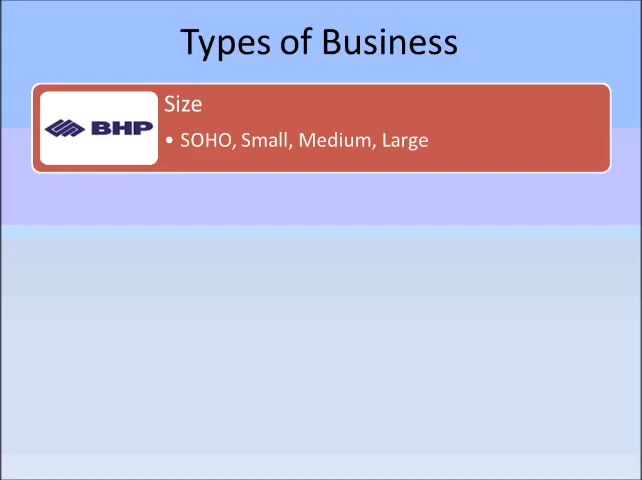 Types of Business
Size
BHP
• SOHO, Small, Medium, Large